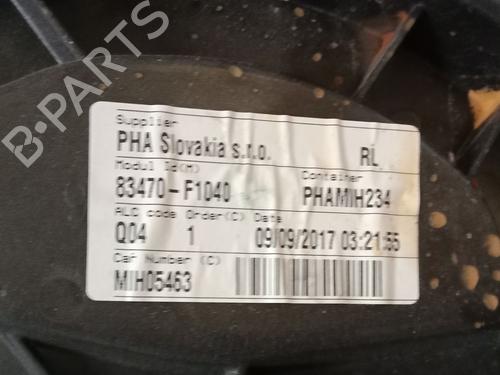 B-PARTS
Supplier
PHA Slovakia s.r.o. RL
Modul Id(M) Container
83470-F1040 PHAMIH234
ALC code Order(C) Date
Q04 1 09/09/2017 03:21:55
Car Number (C)
MIH05463